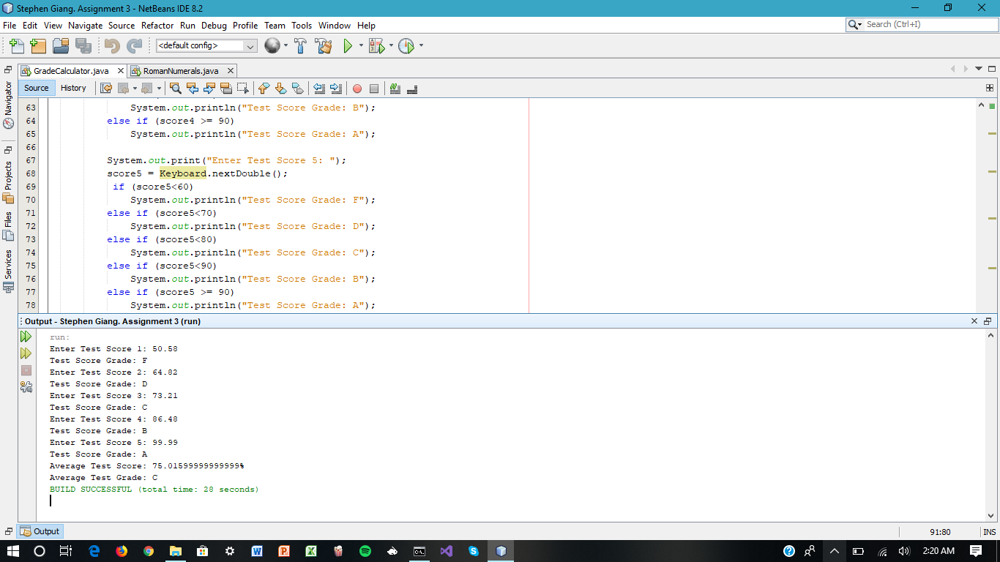 Stephen Giang. Assignment 3 - NetBeans IDE 8.2
File Edit View Navigate Source Refactor Run Debug Profile Team Tools Window Help
Search (Ctrl+I)
<default config>
GradeCalculator.java
RomanNumerals.java
Source History
Navigator
Projects
Files
Services
63 System.out.println("Test Score Grade: B");
64 else if (score4 >= 90)
65 System.out.println("Test Score Grade: A");
66
67 System.out.print("Enter Test Score 5: ");
68 score5 = Keyboard.nextDouble();
69 if (score5<60)
70 System.out.println("Test Score Grade: F");
71 else if (score5<70)
72 System.out.println("Test Score Grade: D");
73 else if (score5<80)
74 System.out.println("Test Score Grade: C");
75 else if (score5<90)
76 System.out.println("Test Score Grade: B");
77 else if (score5 >= 90)
78 System.out.println("Test Score Grade: A");
Output - Stephen Giang. Assignment 3 (run)
run:
Enter Test Score 1: 50.58
Test Score Grade: F
Enter Test Score 2: 64.82
Test Score Grade: D
Enter Test Score 3: 73.21
Test Score Grade: C
Enter Test Score 4: 86.48
Test Score Grade: B
Enter Test Score 5: 99.99
Test Score Grade: A
Average Test Score: 75.01599999999999%
Average Test Grade: C
BUILD SUCCESSFUL (total time: 28 seconds)
Output
91:80
INS
2:20 AM